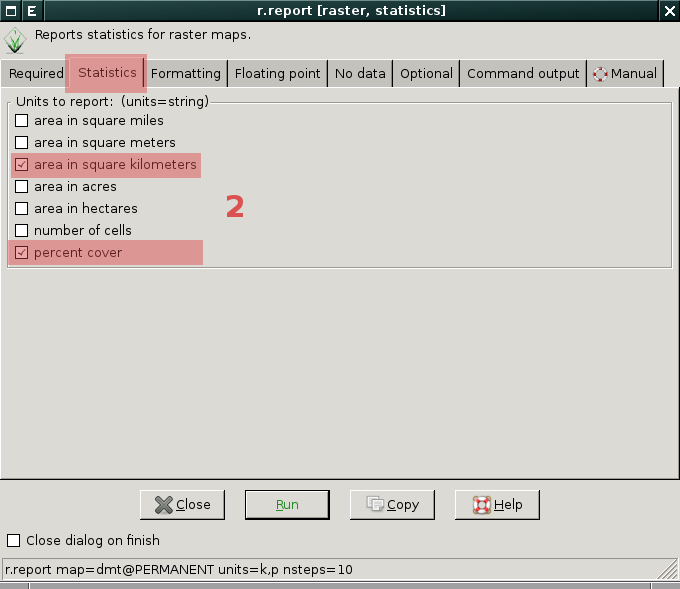 E r.report [raster, statistics]
Reports statistics for raster maps.
Required Statistics Formatting Floating point No data Optional Command output Manual
Units to report: (units=string)
area in square miles
area in square meters
area in square kilometers
area in acres
area in hectares
2
number of cells
percent cover
Close Run Copy Help
Close dialog on finish
r.report map=dmt@PERMANENT units=k,p nsteps=10